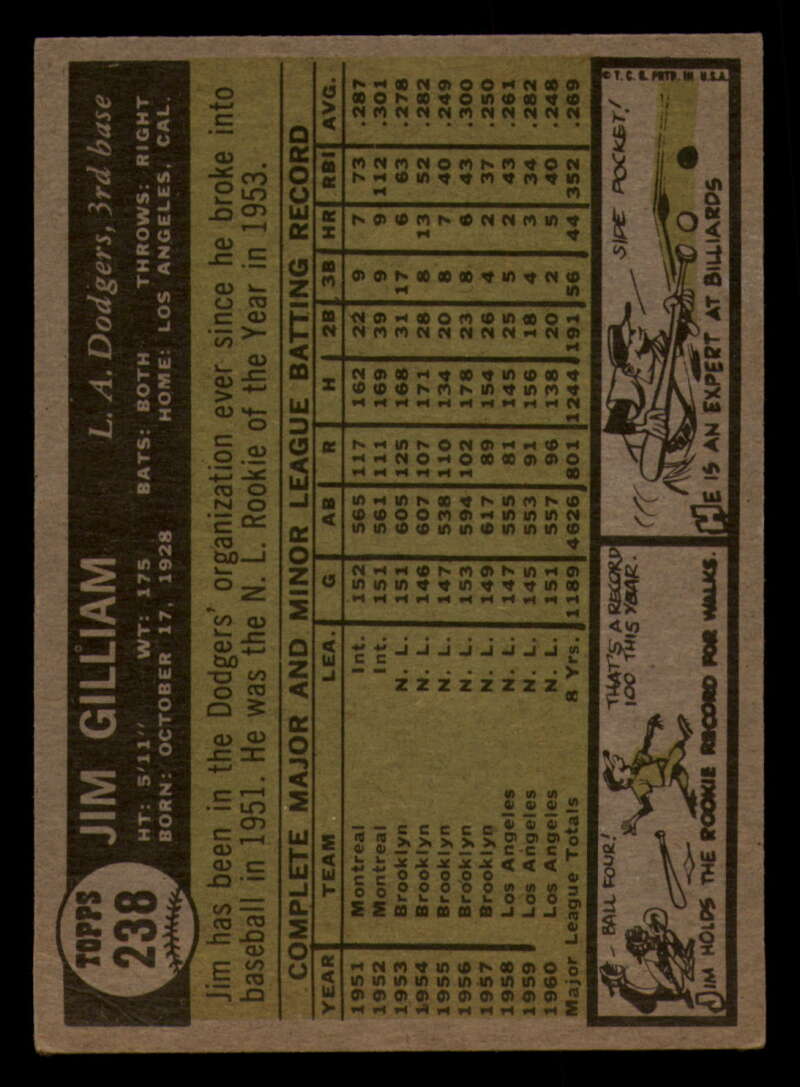 TOPPS
238
JIM GILLIAM L. A. Dodgers, 3rd base
HT: 5'11" WT: 175 BATS: BOTH THROWS: RIGHT
BORN: OCTOBER 17, 1928 HOME: LOS ANGELES, CAL.
Jim has been in the Dodgers' organization ever since he broke into
baseball in 1951. He was the N. L. Rookie of the Year in 1953.
COMPLETE MAJOR AND MINOR LEAGUE BATTING RECORD
YEAR TEAM LEA. G AB R H 2B 3B HR RBI AVG.
1951 Montreal Int. 152 565 117 162 22 9 7 73 .287
1952 Montreal Int. 151 561 111 169 39 9 9 112 .301
1953 Brooklyn N. L. 151 605 125 168 31 17 6 63 .278
1954 Brooklyn N. L. 146 607 107 171 28 8 13 52 .282
1955 Brooklyn N. L. 147 538 110 134 20 8 7 40 .249
1956 Brooklyn N. L. 153 594 102 178 23 8 6 43 .300
1957 Brooklyn N. L. 149 617 89 154 26 4 2 37 .250
1958 Los Angeles N. L. 147 555 81 145 25 5 2 43 .261
1959 Los Angeles N. L. 145 553 91 156 18 4 3 34 .282
1960 Los Angeles N. L. 151 557 96 138 20 2 5 40 .248
Major League Totals 8 Yrs. 1189 4626 801 1244 191 56 44 352 .269
- BALL FOUR!
THAT'S A RECORD
100 THIS YEAR.
JIM HOLDS THE ROOKIE RECORD FOR WALKS.
SIDE POCKET!
HE IS AN EXPERT AT BILLIARDS
© T. C. G. PRTD. IN U.S.A.